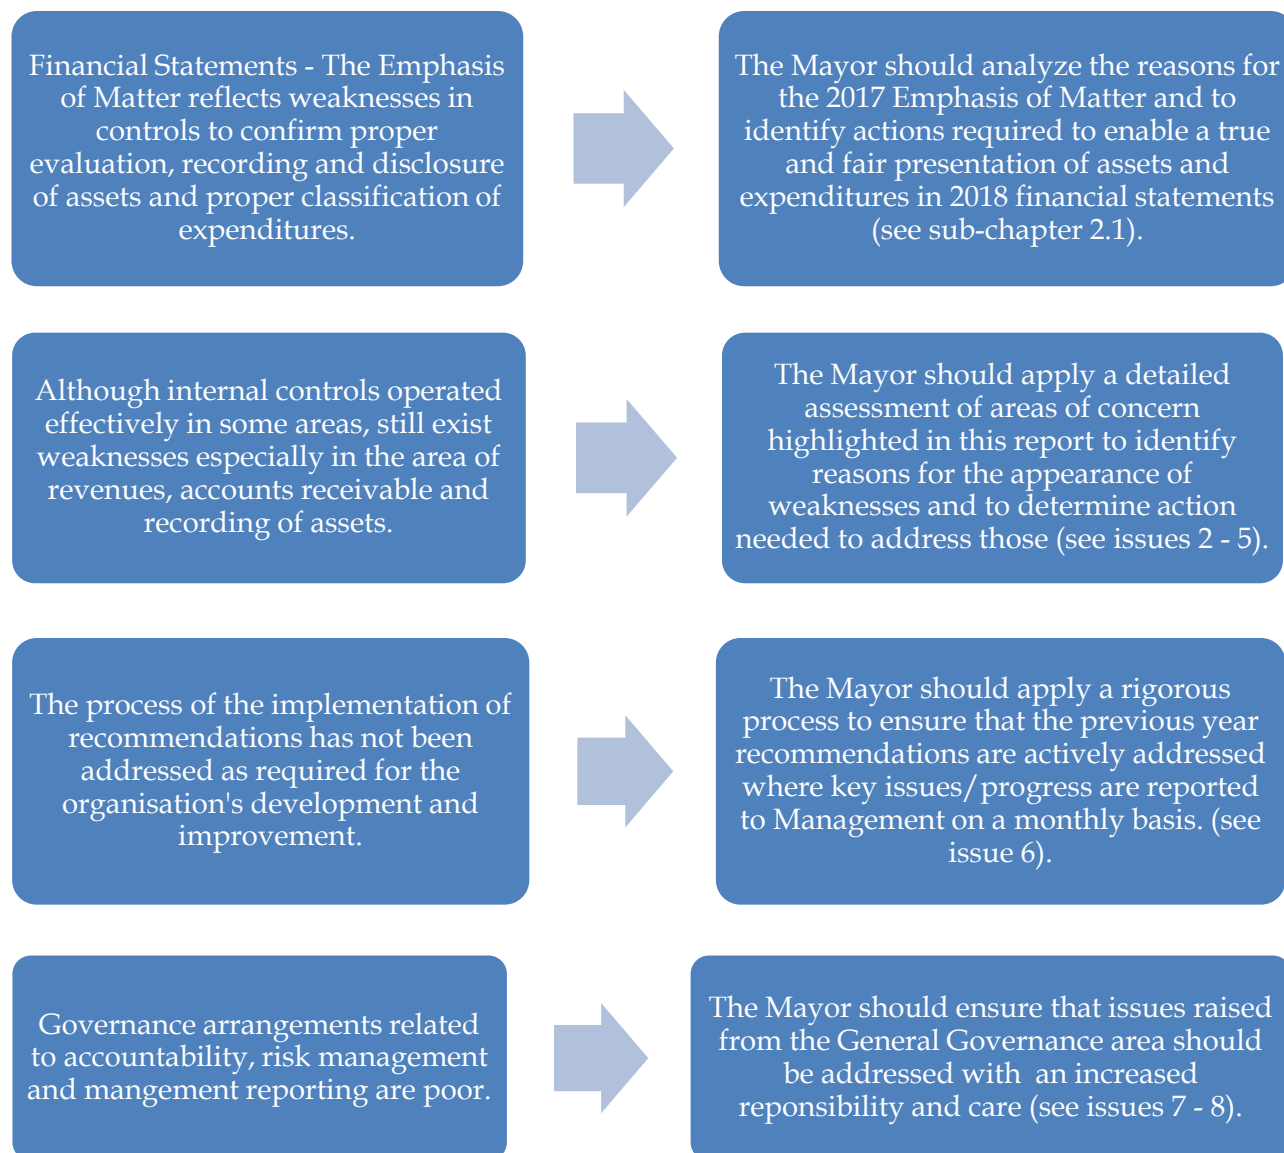 Financial Statements - The Emphasis
of Matter reflects weaknesses in
controls to confirm proper
evaluation, recording and disclosure
of assets and proper classification of
expenditures.
The Mayor should analyze the reasons for
the 2017 Emphasis of Matter and to
identify actions required to enable a true
and fair presentation of assets and
expenditures in 2018 financial statements
(see sub-chapter 2.1).
Although internal controls operated
effectively in some areas, still exist
weaknesses especially in the area of
revenues, accounts receivable and
recording of assets.
The Mayor should apply a detailed
assessment of areas of concern
highlighted in this report to identify
reasons for the appearance of
weaknesses and to determine action
needed to address those (see issues 2 - 5).
The process of the implementation of
recommendations has not been
addressed as required for the
organisation's development and
improvement.
The Mayor should apply a rigorous
process to ensure that the previous year
recommendations are actively addressed
where key issues/progress are reported
to Management on a monthly basis. (see
issue 6).
Governance arrangements related
to accountability, risk management
and mangement reporting are poor.
The Mayor should ensure that issues raised
from the General Governance area should
be addressed with  an increased
reponsibility and care (see issues 7 - 8).